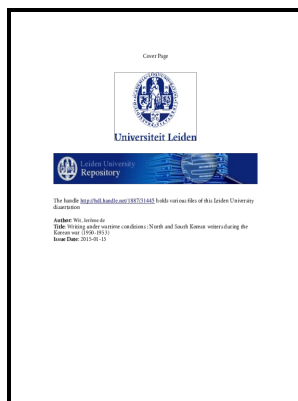 Cover Page
Universiteit Leiden
Leiden University
Repository
The handle http://hdl.handle.net/1887/31445 holds various files of this Leiden University
dissertation
Author: Wit, Jerôme de
Title: Writing under wartime conditions : North and South Korean writers during the
Korean war (1950-1953)
Issue Date: 2015-01-15